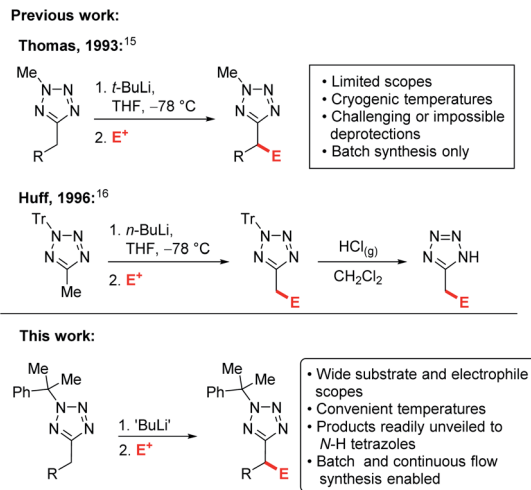 Previous work:
Thomas, 1993:15
Me
N
N
N
N
R
1. t-BuLi,
THF, −78 °C
2. E+
Me
N
N
N
N
R
E
• Limited scopes
• Cryogenic temperatures
• Challenging or impossible
deprotections
• Batch synthesis only
Huff, 1996:16
Tr
N
N
N
N
Me
1. n-BuLi,
THF, −78 °C
2. E+
Tr
N
N
N
N
E
HCl(g)
CH2Cl2
N
N
N
NH
E
This work:
Me
Ph
Me
N
N
N
N
R
1. 'BuLi'
2. E+
Me
Ph
Me
N
N
N
N
R
E
• Wide substrate and electrophile
scopes
• Convenient temperatures
• Products readily unveiled to
N-H tetrazoles
• Batch and continuous flow
synthesis enabled